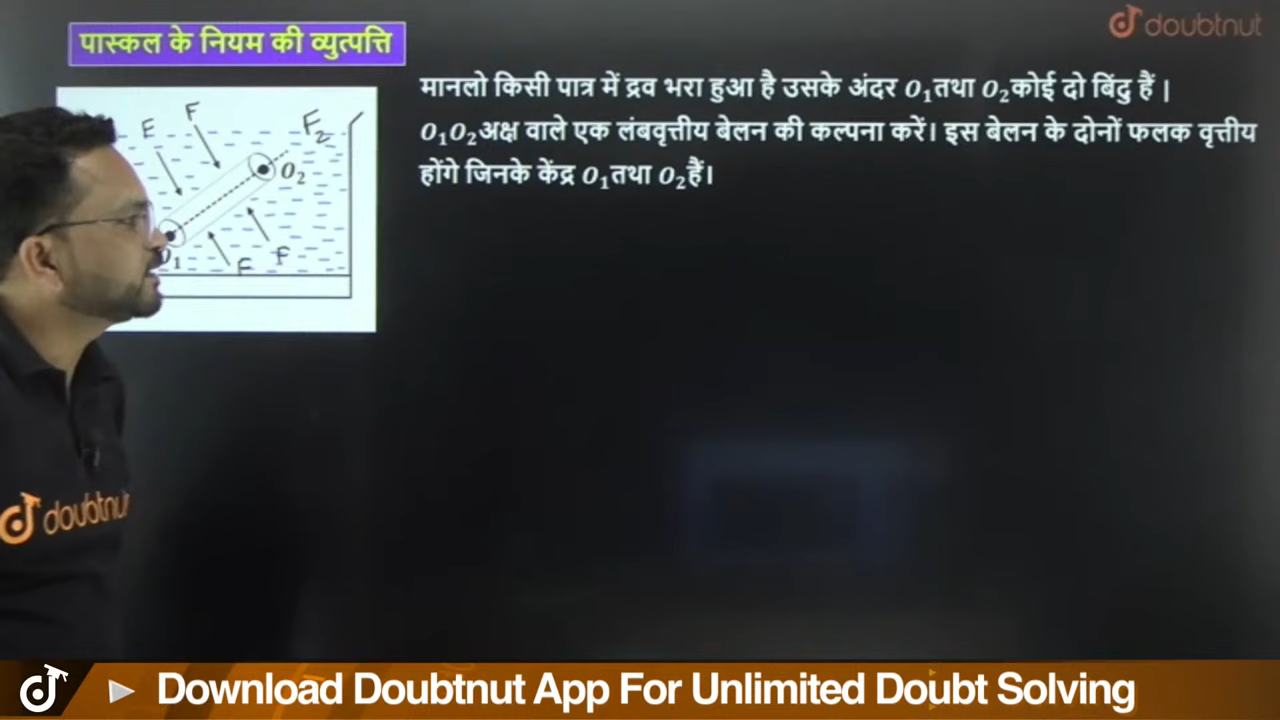 पास्कल के नियम की व्युत्पत्ति
doubtnut
मानलो किसी पात्र में द्रव भरा हुआ है उसके अंदर O₁तथा O₂कोई दो बिंदु हैं |
O₁O₂अक्ष वाले एक लंबवृत्तीय बेलन की कल्पना करें। इस बेलन के दोनों फलक वृत्तीय
होंगे जिनके केंद्र O₁तथा O₂हैं।
F
F
F₂
O₂
O₁
F
F
doubtnut
Download Doubtnut App For Unlimited Doubt Solving